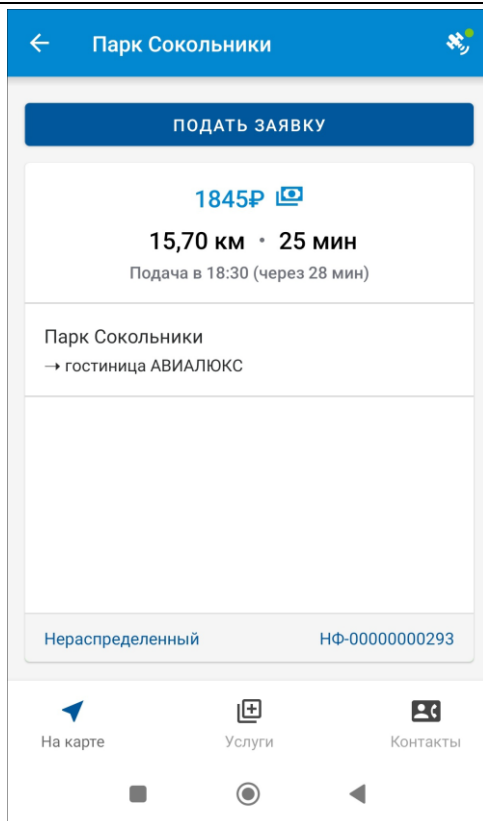 Парк Сокольники
ПОДАТЬ ЗАЯВКУ
1845₽
15,70 км • 25 мин
Подача в 18:30 (через 28 мин)
Парк Сокольники
→ гостиница АВИАЛЮКС
Нераспределенный НФ-00000000293
На карте Услуги Контакты